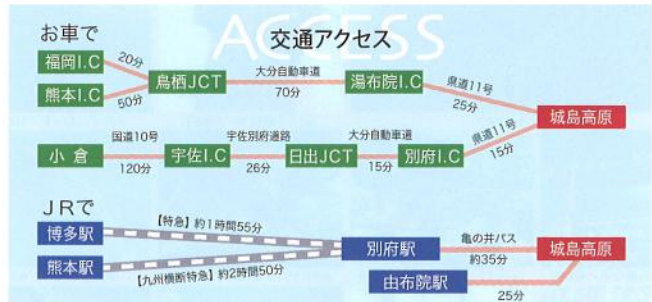 ACCESS
交通アクセス
お車で
福岡I.C
20分
熊本I.C
50分
鳥栖JCT
大分自動車道
70分
湯布院I.C
県道11号
25分
城島高原
小倉
国道10号
120分
宇佐I.C
宇佐別府道路
26分
日出JCT
大分自動車道
15分
別府I.C
県道11号
15分
JRで
博多駅
【特急】約1時間55分
熊本駅
【九州横断特急】約2時間50分
別府駅
亀の井バス
約35分
城島高原
由布院駅
25分